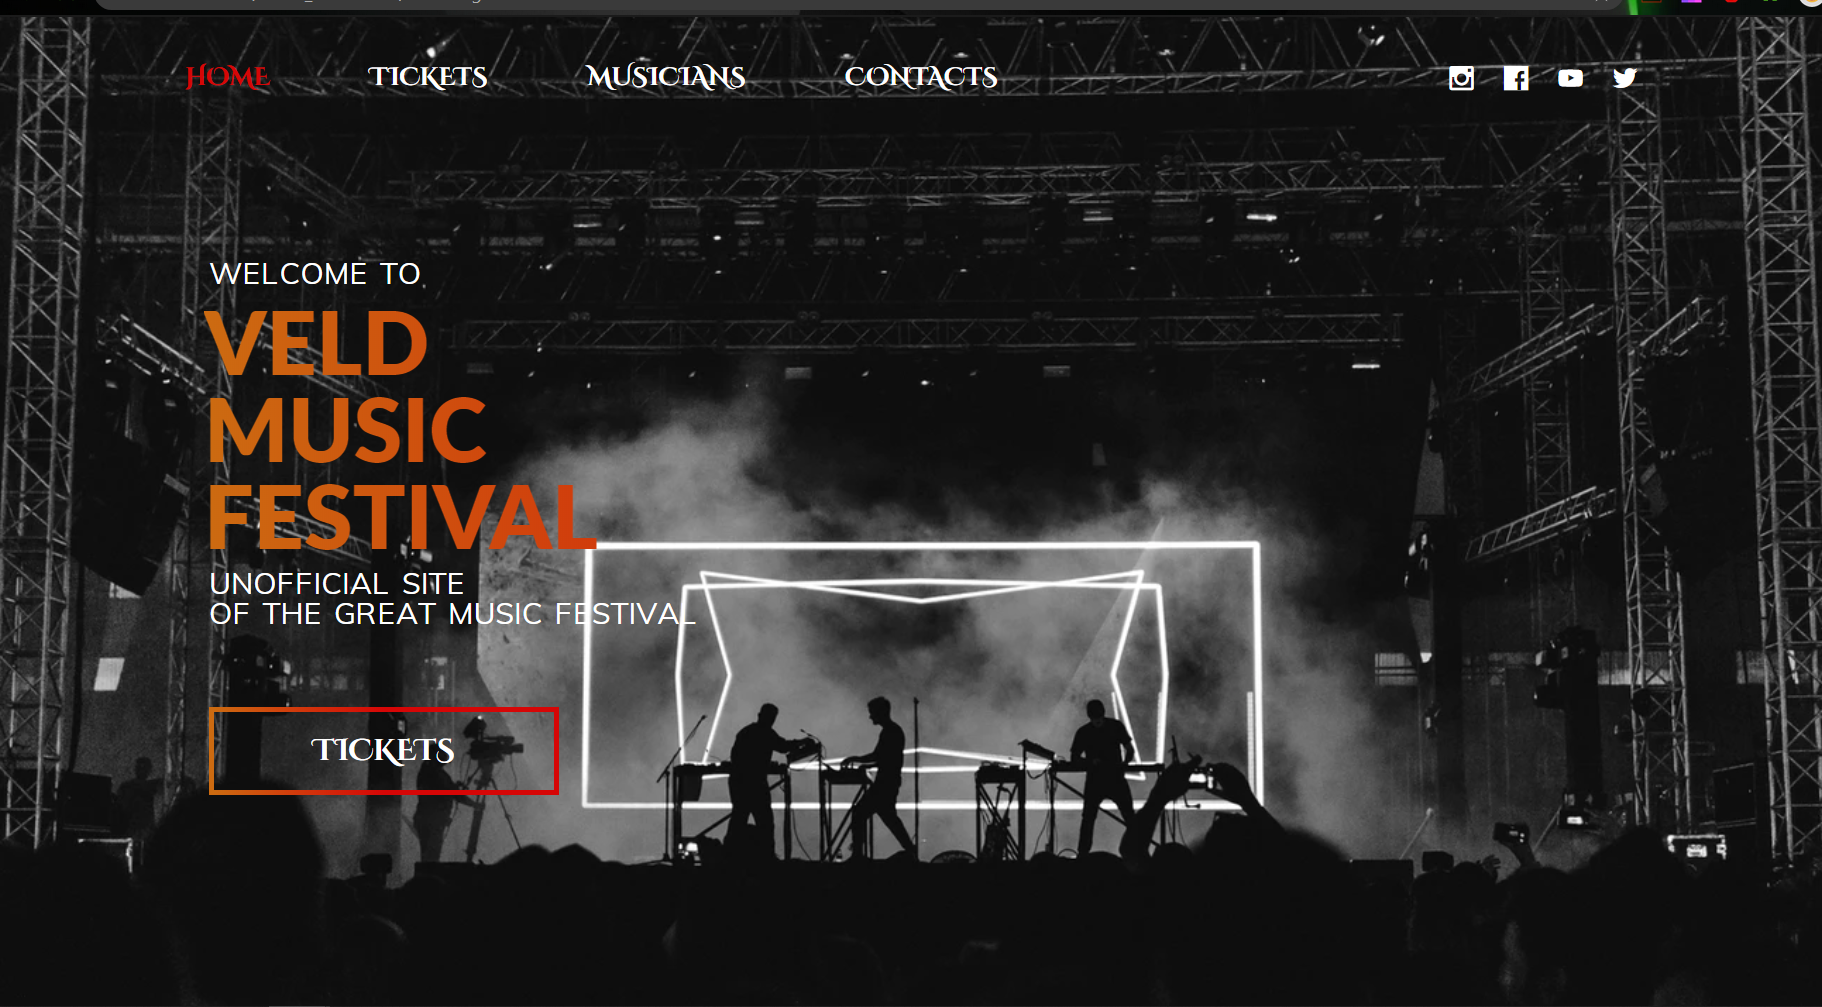 HOME TICKETS MUSICIANS CONTACTS
WELCOME TO
VELD
MUSIC
FESTIVAL
UNOFFICIAL SITE
OF THE GREAT MUSIC FESTIVAL
TICKETS